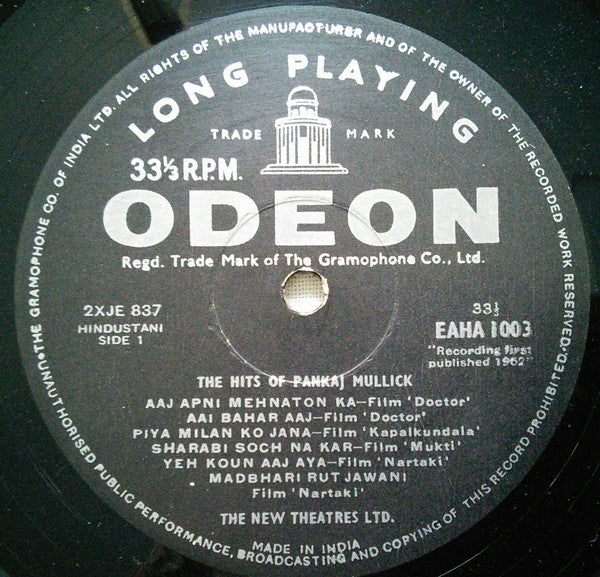 •THE GRAMOPHONE CO. OF INDIA LTD. ALL RIGHTS OF THE MANUFACTURER AND OF THE OWNER OF THE RECORDED WORK RESERVED.
LONG PLAYING
TRADE MARK
33⅓ R.P.M.
ODEON
Regd. Trade Mark of The Gramophone Co., Ltd.
2XJE 837
HINDUSTANI
SIDE 1
33⅓
EAHA 1003
"Recording first
published 1962"
THE HITS OF PANKAJ MULLICK
AAJ APNI MEHNATON KA—Film 'Doctor'
AAI BAHAR AAJ—Film 'Doctor'
PIYA MILAN KO JANA—Film 'Kapalkundala'
SHARABI SOCH NA KAR—Film 'Mukti'
YEH KOUN AAJ AYA—Film 'Nartaki'
MADBHARI RUT JAWANI
Film 'Nartaki'
THE NEW THEATRES LTD.
UNAUTHORISED PUBLIC PERFORMANCE, BROADCASTING AND COPYING OF THIS RECORD PROHIBITED.
MADE IN INDIA